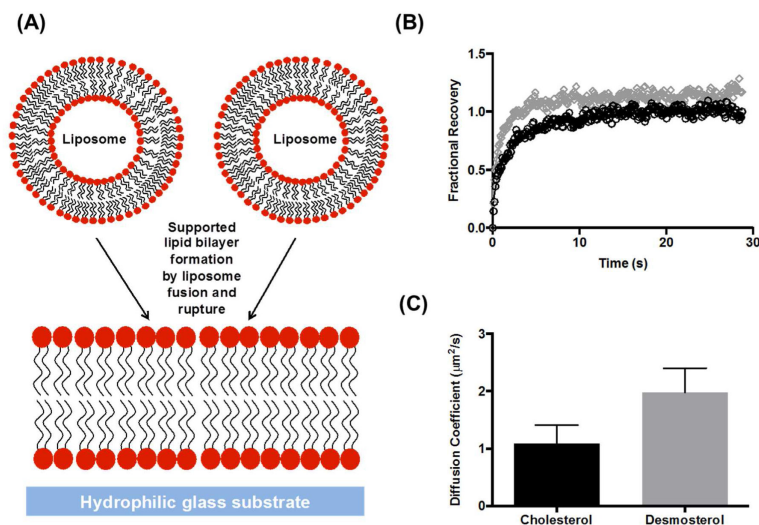 (A)
Liposome
Liposome
Supported
lipid bilayer
formation
by liposome
fusion and
rupture
Hydrophilic glass substrate
(B)
Fractional Recovery
1.5
1.0
0.5
0.0
0
10
20
30
Time (s)
(C)
Diffusion Coefficient (μm²/s)
3
2
1
0
Cholesterol
Desmosterol